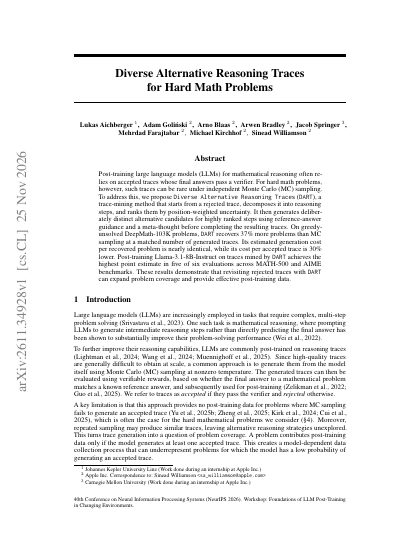 Diverse Alternative Reasoning Traces
for Hard Math Problems
Lukas Aichberger 1, Adam Goliński 2, Arno Blaas 2, Arwen Bradley 2, Jacob Springer 3,
Mehrdad Farajtabar 2, Michael Kirchhof 2, Sinead Williamson 2
Abstract
Post-training large language models (LLMs) for mathematical reasoning often re-
lies on accepted traces whose final answers pass a verifier. For hard math problems,
however, such traces can be rare under independent Monte Carlo (MC) sampling.
To address this, we propose Diverse Alternative Reasoning Traces (DART), a
trace-mining method that starts from a rejected trace, decomposes it into reasoning
steps, and ranks them by position-weighted uncertainty. It then generates delibe-
rately distinct alternative candidates for highly ranked steps using reference-answer
guidance and a meta-thought before completing the resulting traces. On greedy-
unsolved DeepMath-103K problems, DART recovers 37% more problems than MC
sampling at a matched number of generated traces. Its estimated generation cost
per recovered problem is nearly identical, while its cost per accepted trace is 30%
lower. Post-training Llama-3.1-8B-Instruct on traces mined by DART achieves the
highest point estimate in five of six evaluations across MATH-500 and AIME
benchmarks. These results demonstrate that revisiting rejected traces with DART
can expand problem coverage and provide effective post-training data.
1 Introduction
Large language models (LLMs) are increasingly employed in tasks that require complex, multi-step
problem solving (Srivastava et al., 2023). One such task is mathematical reasoning, where prompting
LLMs to generate intermediate reasoning steps rather than directly predicting the final answer has
been shown to substantially improve their problem-solving performance (Wei et al., 2022).
To further improve their reasoning capabilities, LLMs are commonly post-trained on reasoning traces
(Lightman et al., 2024; Wang et al., 2024; Muennighoff et al., 2025). Since high-quality traces
are generally difficult to obtain at scale, a common approach is to generate them from the model
itself using Monte Carlo (MC) sampling at nonzero temperature. The generated traces can then be
evaluated using verifiable rewards, based on whether the final answer to a mathematical problem
matches a known reference answer, and subsequently used for post-training (Zelikman et al., 2022;
Guo et al., 2025). We refer to traces as accepted if they pass the verifier and rejected otherwise.
A key limitation is that this approach provides no post-training data for problems where MC sampling
fails to generate an accepted trace (Yu et al., 2025b; Zheng et al., 2025; Kirk et al., 2024; Cui et al.,
2025), which is often the case for the hard mathematical problems we consider (§4). Moreover,
repeated sampling may produce similar traces, leaving alternative reasoning strategies unexplored.
This turns trace generation into a question of problem coverage. A problem contributes post-training
data only if the model generates at least one accepted trace. This creates a model-dependent data
collection process that can underrepresent problems for which the model has a low probability of
generating an accepted trace.
1 Johannes Kepler University Linz (Work done during an internship at Apple Inc.)
2 Apple Inc. Correspondence to: Sinead Williamson <sa_williamson@apple.com>
3 Carnegie Mellon University (Work done during an internship at Apple Inc.)
40th Conference on Neural Information Processing Systems (NeurIPS 2026), Workshop: Foundations of LLM Post-Training
in Changing Environments.
arXiv:2611.34928v1 [cs.CL] 25 Nov 2026